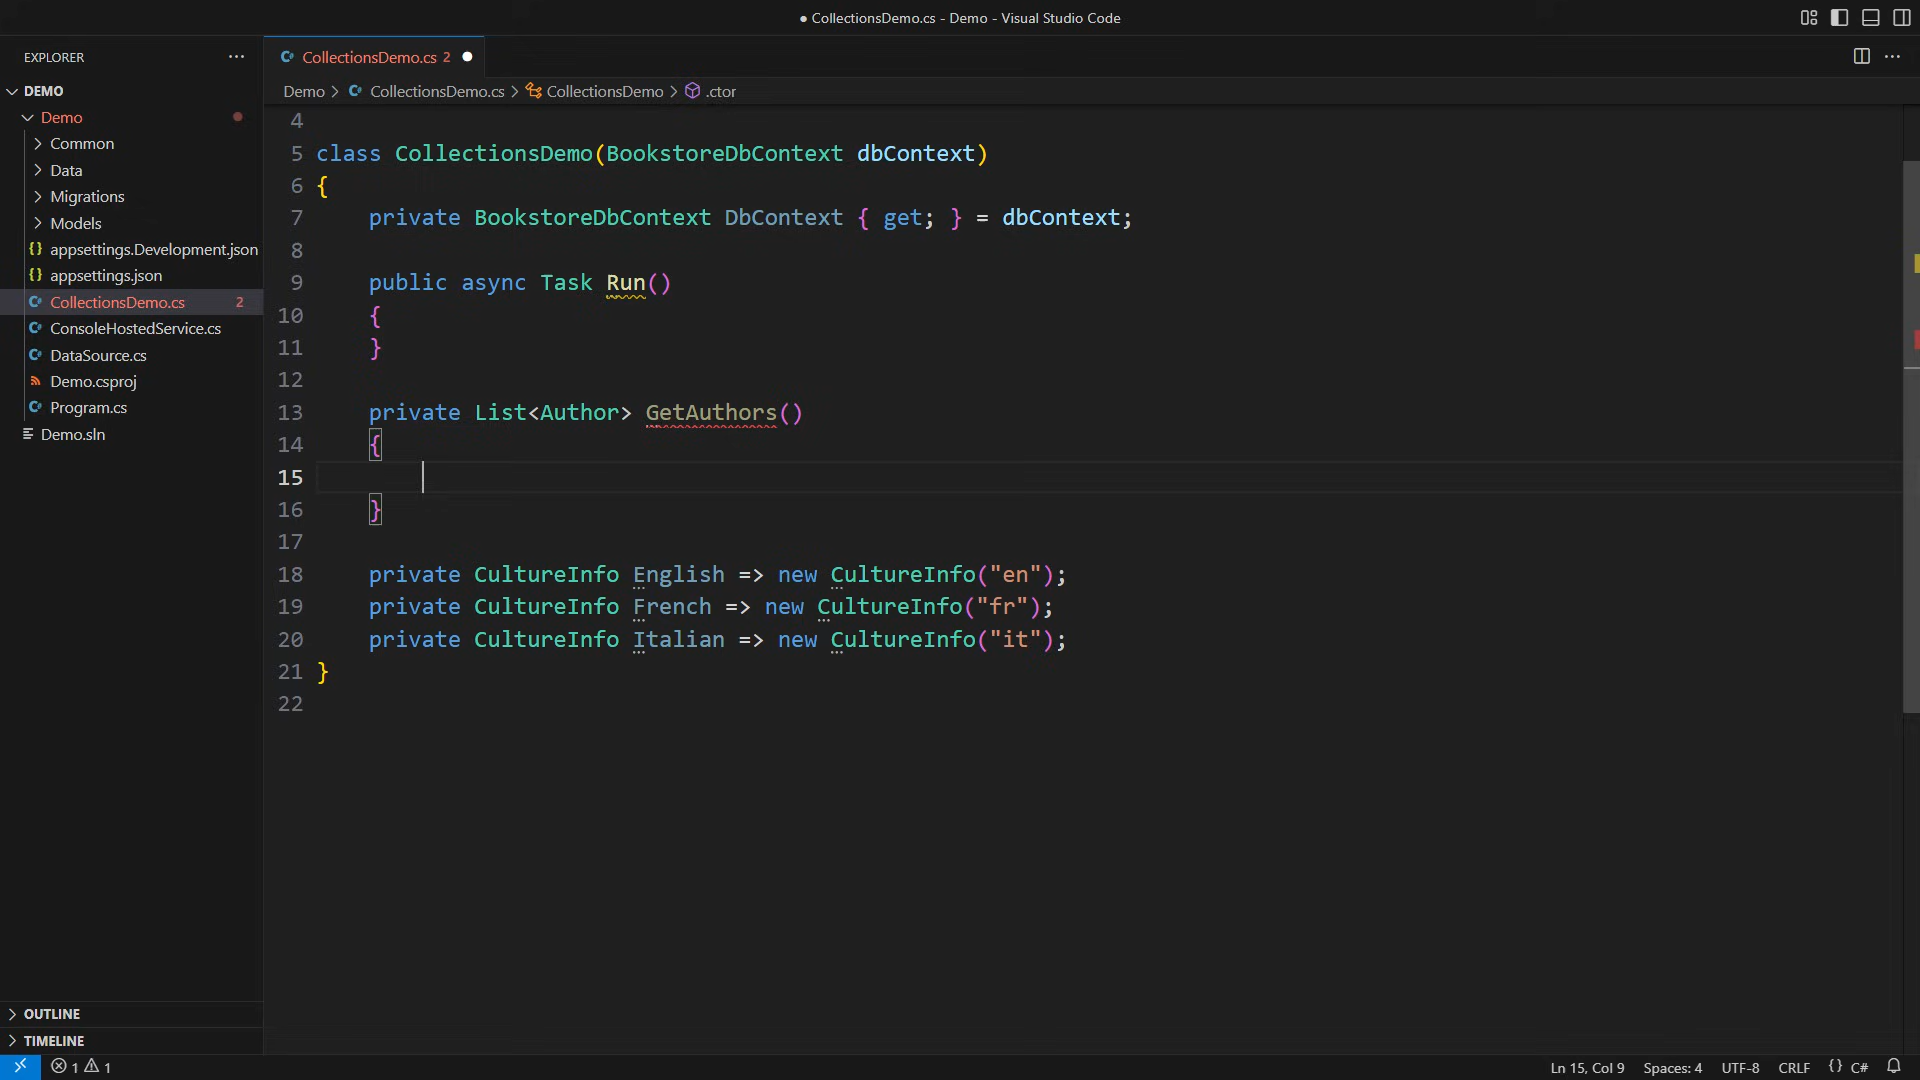 ● CollectionsDemo.cs - Demo - Visual Studio Code
EXPLORER
DEMO
Demo
Common
Data
Migrations
Models
{} appsettings.Development.json
{} appsettings.json
CollectionsDemo.cs 2
ConsoleHostedService.cs
DataSource.cs
Demo.csproj
Program.cs
Demo.sln
OUTLINE
TIMELINE
CollectionsDemo.cs 2 ●
Demo > CollectionsDemo.cs > CollectionsDemo > .ctor
4
5 class CollectionsDemo(BookstoreDbContext dbContext)
6 {
7     private BookstoreDbContext DbContext { get; } = dbContext;
8
9     public async Task Run()
10     {
11     }
12
13     private List<Author> GetAuthors()
14     {
15
16     }
17
18     private CultureInfo English => new CultureInfo("en");
19     private CultureInfo French => new CultureInfo("fr");
20     private CultureInfo Italian => new CultureInfo("it");
21 }
22
1 1
Ln 15, Col 9 Spaces: 4 UTF-8 CRLF {} C#